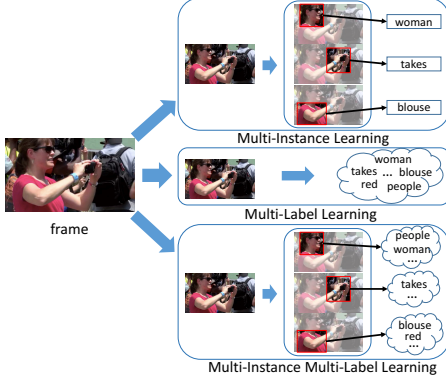 woman
takes
blouse
Multi-Instance Learning
frame
woman
takes ... blouse
red people
Multi-Label Learning
people
woman
...
takes
...
blouse
red
...
Multi-Instance Multi-Label Learning